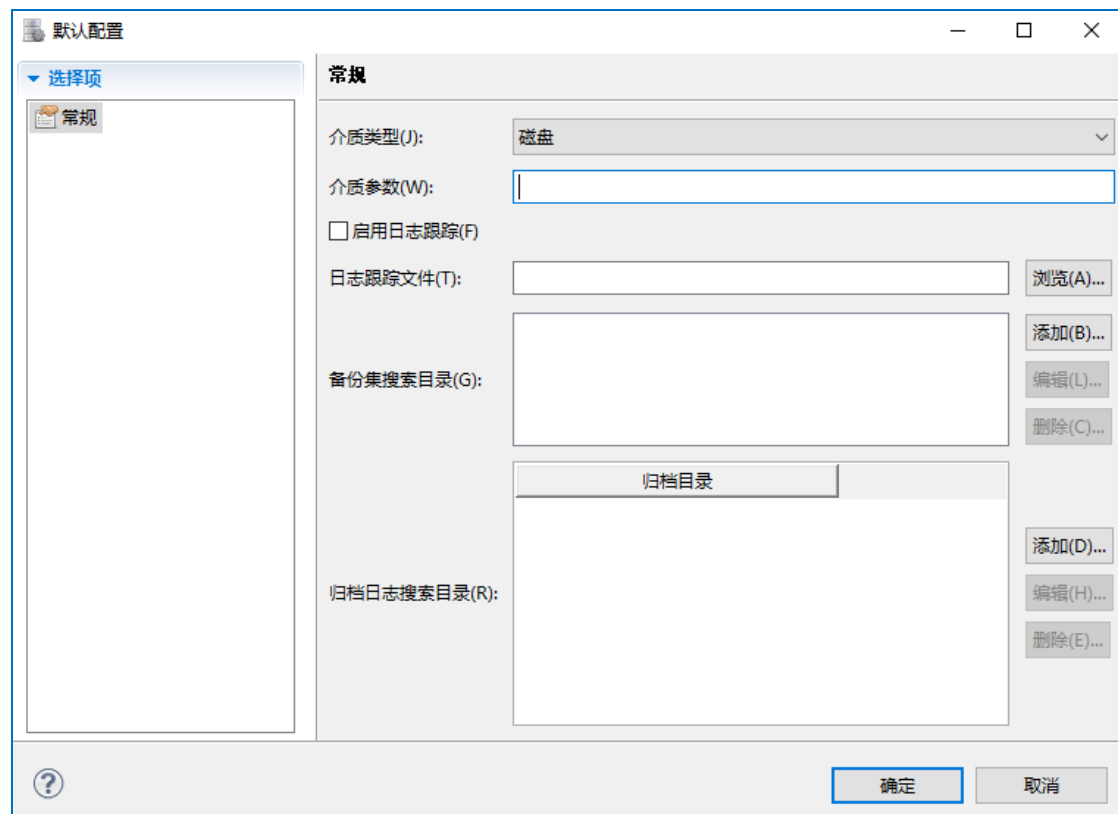 默认配置
选择项
常规
常规
介质类型(J):
磁盘
介质参数(W):
启用日志跟踪(F)
日志跟踪文件(T):
浏览(A)...
备份集搜索目录(G):
添加(B)...
编辑(L)...
删除(C)...
归档目录
归档日志搜索目录(R):
添加(D)...
编辑(H)...
删除(E)...
确定
取消